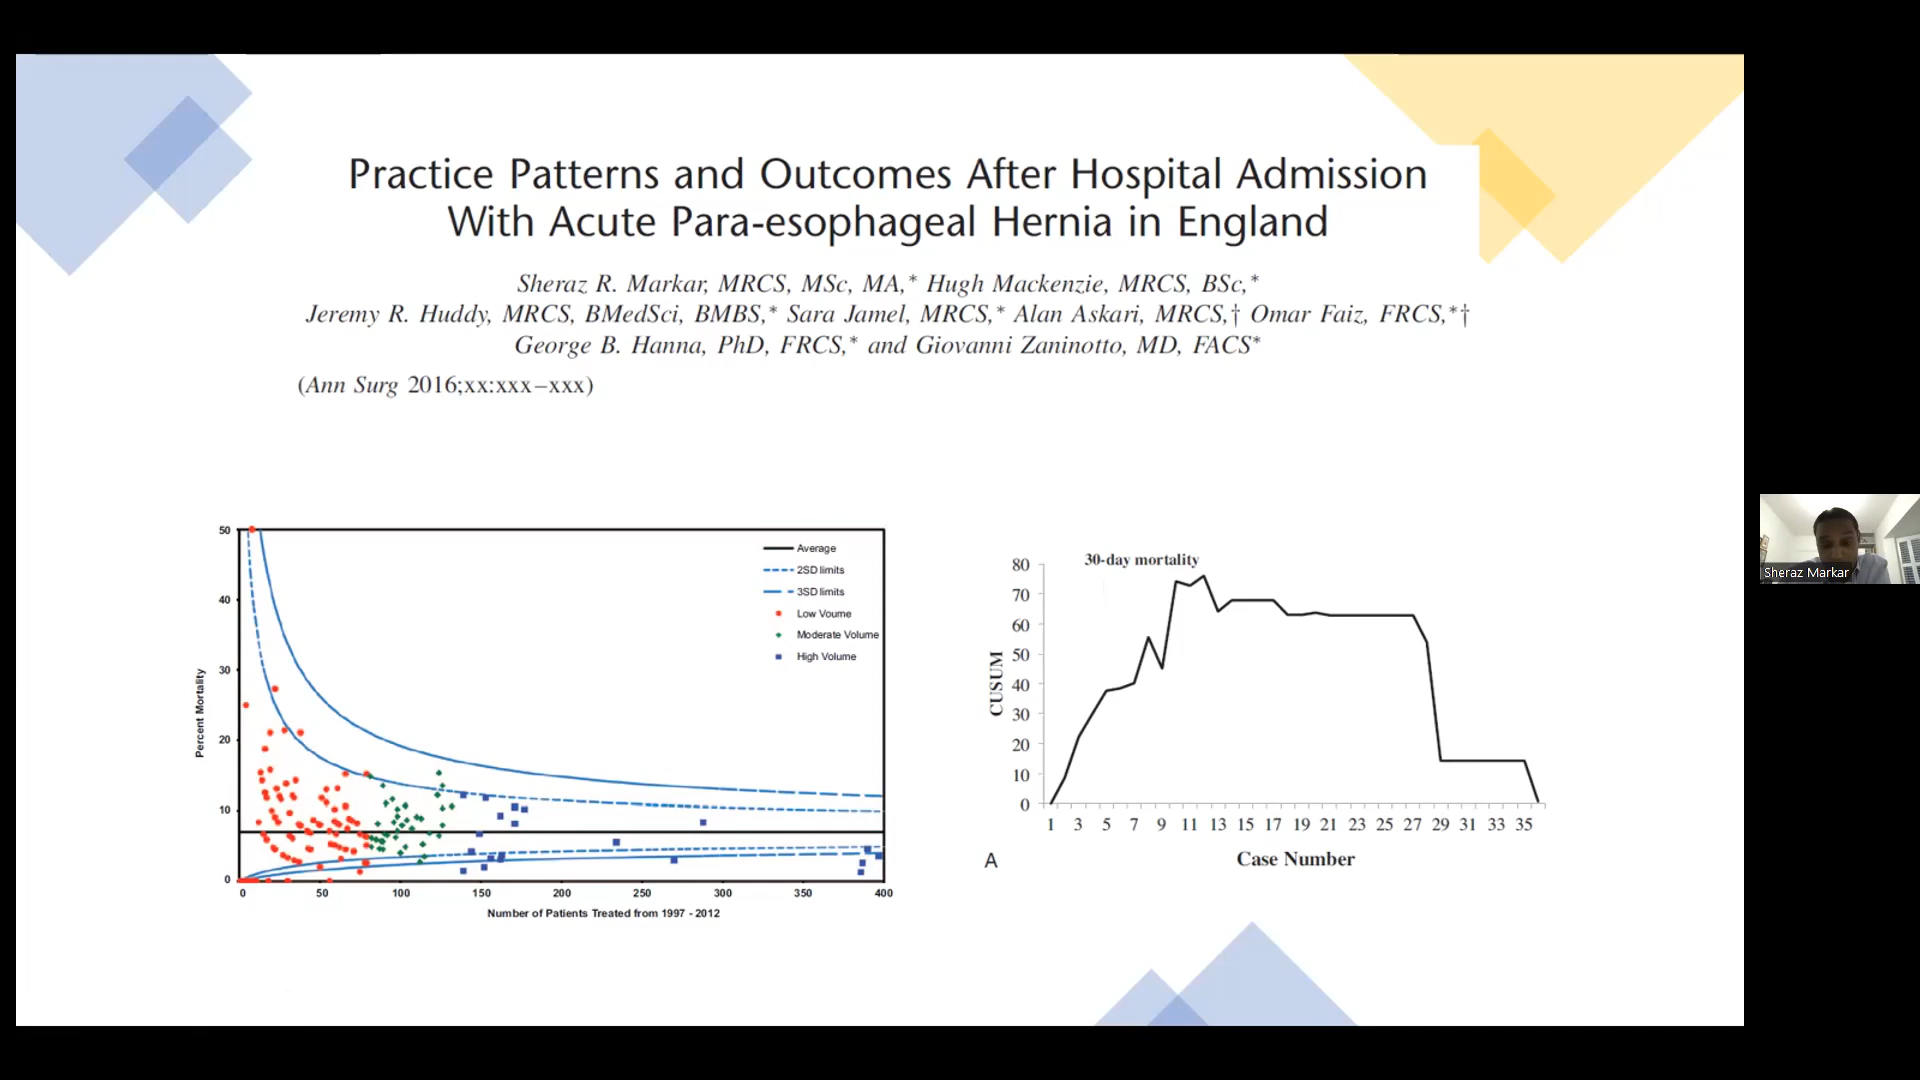 Practice Patterns and Outcomes After Hospital Admission
With Acute Para-esophageal Hernia in England
Sheraz R. Markar, MRCS, MSc, MA,* Hugh Mackenzie, MRCS, BSc,*
Jeremy R. Huddy, MRCS, BMedSci, BMBS,* Sara Jamel, MRCS,* Alan Askari, MRCS,† Omar Faiz, FRCS,*†
George B. Hanna, PhD, FRCS,* and Giovanni Zaninotto, MD, FACS*
(Ann Surg 2016;xx:xxx–xxx)
50
40
30
20
10
0
Percent Mortality
Average
2SD limits
3SD limits
Low Voume
Moderate Volume
High Volume
0 50 100 150 200 250 300 350 400
Number of Patients Treated from 1997 - 2012
30-day mortality
80
70
60
50
40
30
20
10
0
CUSUM
1 3 5 7 9 11 13 15 17 19 21 23 25 27 29 31 33 35
A
Case Number
Sheraz Markar